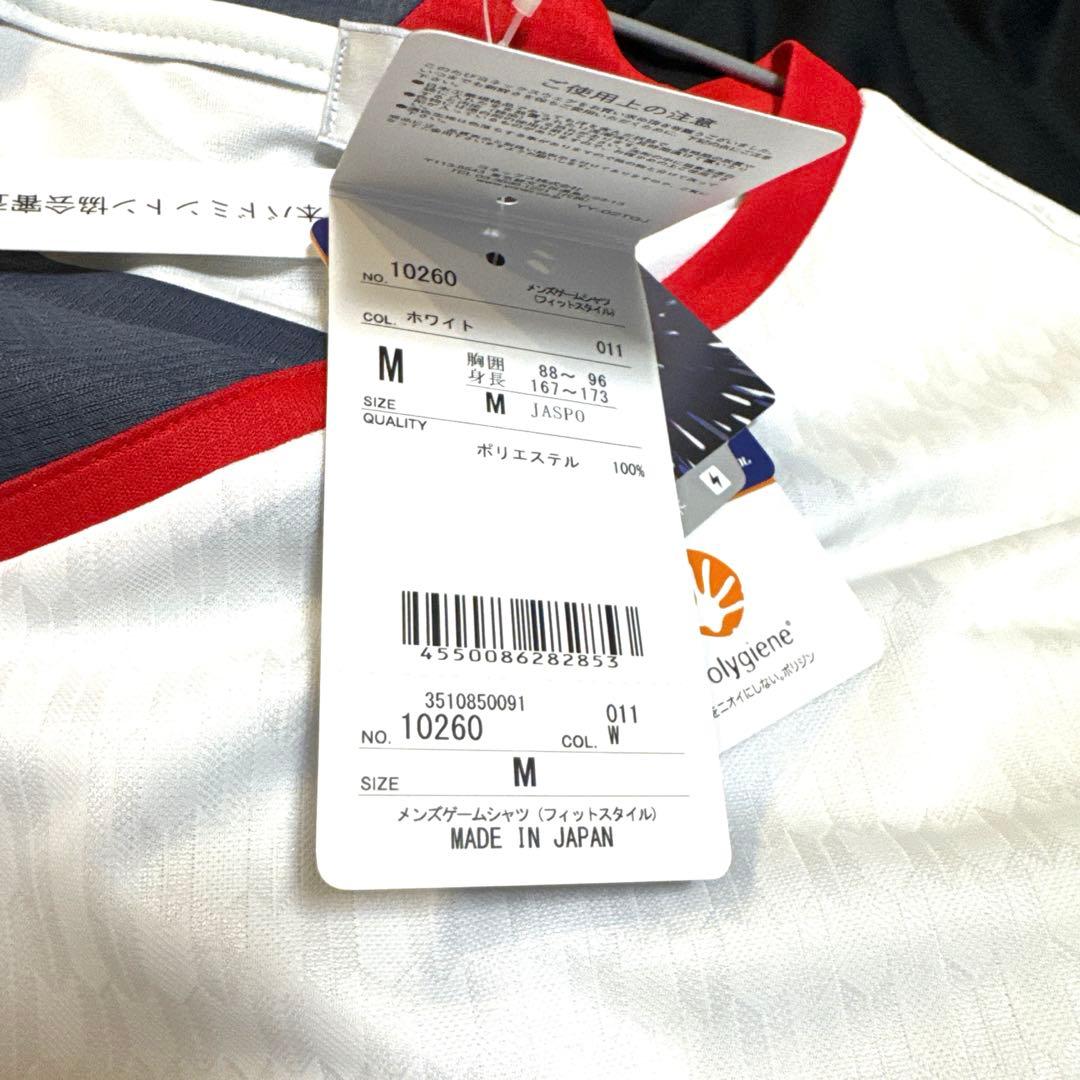 ご使用上の注意
本バドミントン協会審
NO. 10260
メンズゲームシャツ
(フィットスタイル)
COL. ホワイト
011
M
胸囲 88〜 96
身長 167〜173
SIZE M JASPO
QUALITY
ポリエステル 100%
4550086282853
3510850091
NO. 10260
COL. 011
W
SIZE M
メンズゲームシャツ (フィットスタイル)
MADE IN JAPAN
olygiene®
ニオイにしない。ポリジン